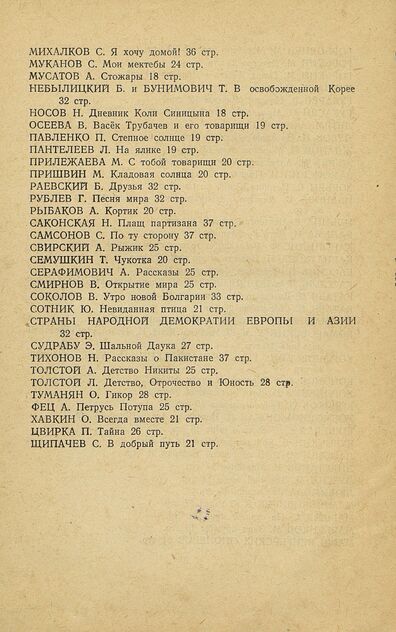 МИХАЛКОВ С. Я хочу домой! 36 стр.
МУКАНОВ С. Мои мектебы 24 стр.
МУСАТОВ А. Стожары 18 стр.
НЕБЫЛИЦКИЙ Б. и БУНИМОВИЧ Т. В освобожденной Корее
32 стр.
НОСОВ Н. Дневник Коли Синицына 18 стр.
ОСЕЕВА В. Васёк Трубачев и его товарищи 19 стр.
ПАВЛЕНКО П. Степное солнце 19 стр.
ПАНТЕЛЕЕВ Л. На ялике 19 стр.
ПРИЛЕЖАЕВА М. С тобой товарищи 20 стр.
ПРИШВИН М. Кладовая солнца 20 стр.
РАЕВСКИЙ Б. Друзья 32 стр.
РУБЛЕВ Г. Песня мира 32 стр.
РЫБАКОВ А. Кортик 20 стр.
САКОНСКАЯ Н. Плащ партизана 37 стр.
САМСОНОВ С. По ту сторону 37 стр.
СВИРСКИЙ А. Рыжик 25 стр.
СЕМУШКИН Т. Чукотка 20 стр.
СЕРАФИМОВИЧ А. Рассказы 25 стр.
СМИРНОВ В. Открытие мира 25 стр.
СОКОЛОВ В. Утро новой Болгарии 33 стр.
СОТНИК Ю. Невиданная птица 21 стр.
СТРАНЫ НАРОДНОЙ ДЕМОКРАТИИ ЕВРОПЫ И АЗИИ
32 стр.
СУДРАБУ Э. Шальной Даука 27 стр.
ТИХОНОВ Н. Рассказы о Пакистане 37 стр.
ТОЛСТОЙ А. Детство Никиты 25 стр.
ТОЛСТОЙ Л. Детство, Отрочество и Юность 28 стр.
ТУМАНЯН О. Гикор 28 стр.
ФЕЦ А. Петрусь Потупа 25 стр.
ХАВКИН О. Всегда вместе 21 стр.
ЦВИРКА П. Тайна 26 стр.
ЩИПАЧЕВ С. В добрый путь 21 стр.